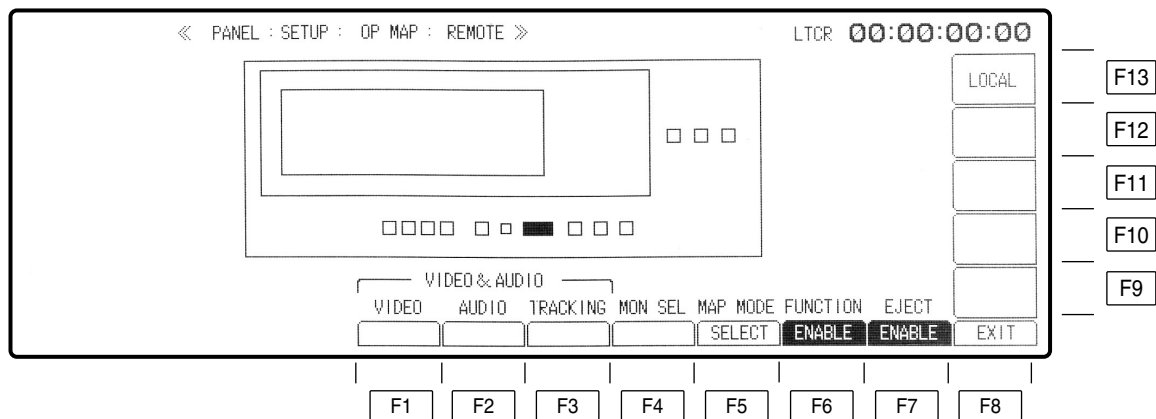 ≪ PANEL : SETUP : OP MAP : REMOTE ≫ LTCR 00:00:00:00
LOCAL F13
F12
F11
F10
F9
VIDEO & AUDIO
VIDEO AUDIO TRACKING MON SEL MAP MODE FUNCTION EJECT
SELECT ENABLE ENABLE EXIT
F1 F2 F3 F4 F5 F6 F7 F8